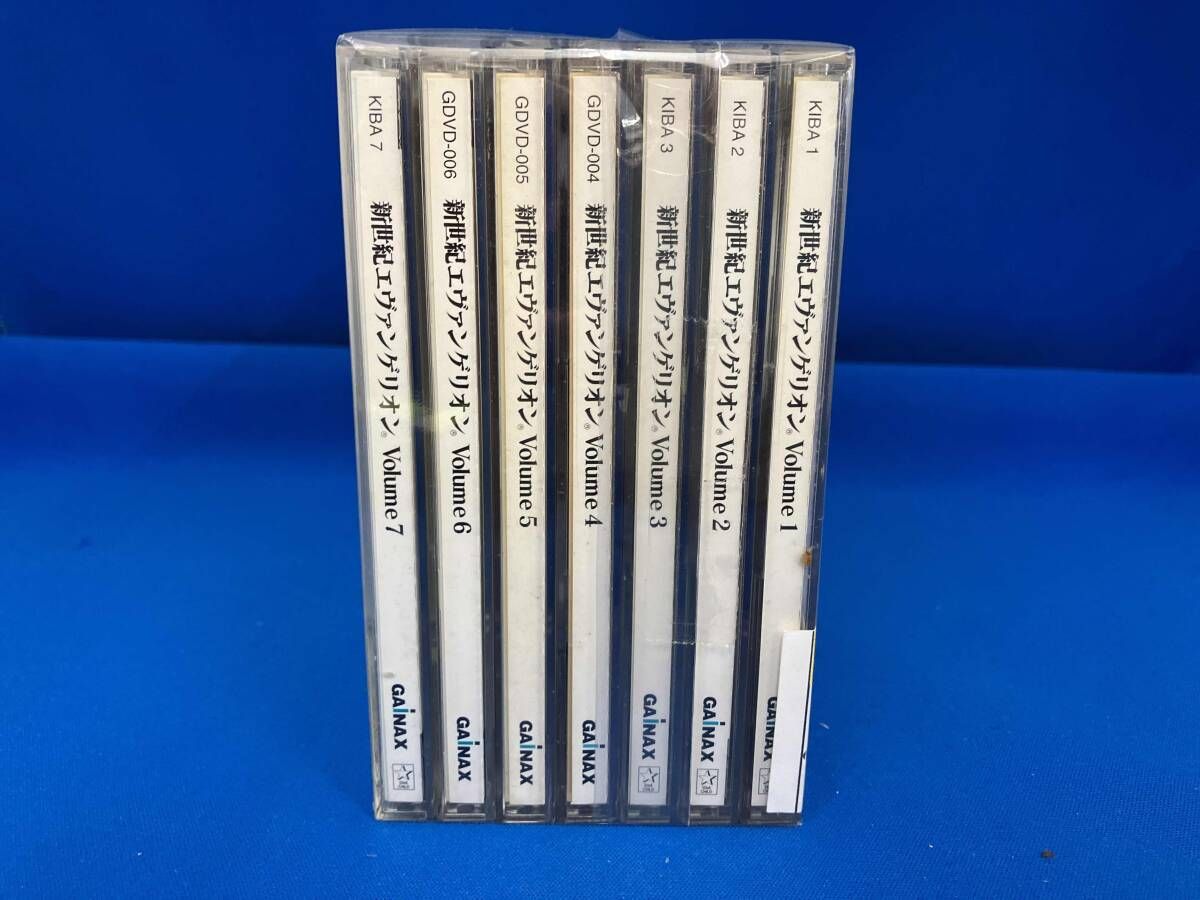 KIBA 7 新世紀エヴァンゲリオン® Volume 7 GAiNAX
GDVD-006 新世紀エヴァンゲリオン® Volume 6 GAiNAX
GDVD-005 新世紀エヴァンゲリオン® Volume 5 GAiNAX
GDVD-004 新世紀エヴァンゲリオン® Volume 4 GAiNAX
KIBA 3 新世紀エヴァンゲリオン® Volume 3 GAiNAX
KIBA 2 新世紀エヴァンゲリオン® Volume 2 GAiNAX
KIBA 1 新世紀エヴァンゲリオン® Volume 1 GAiNAX